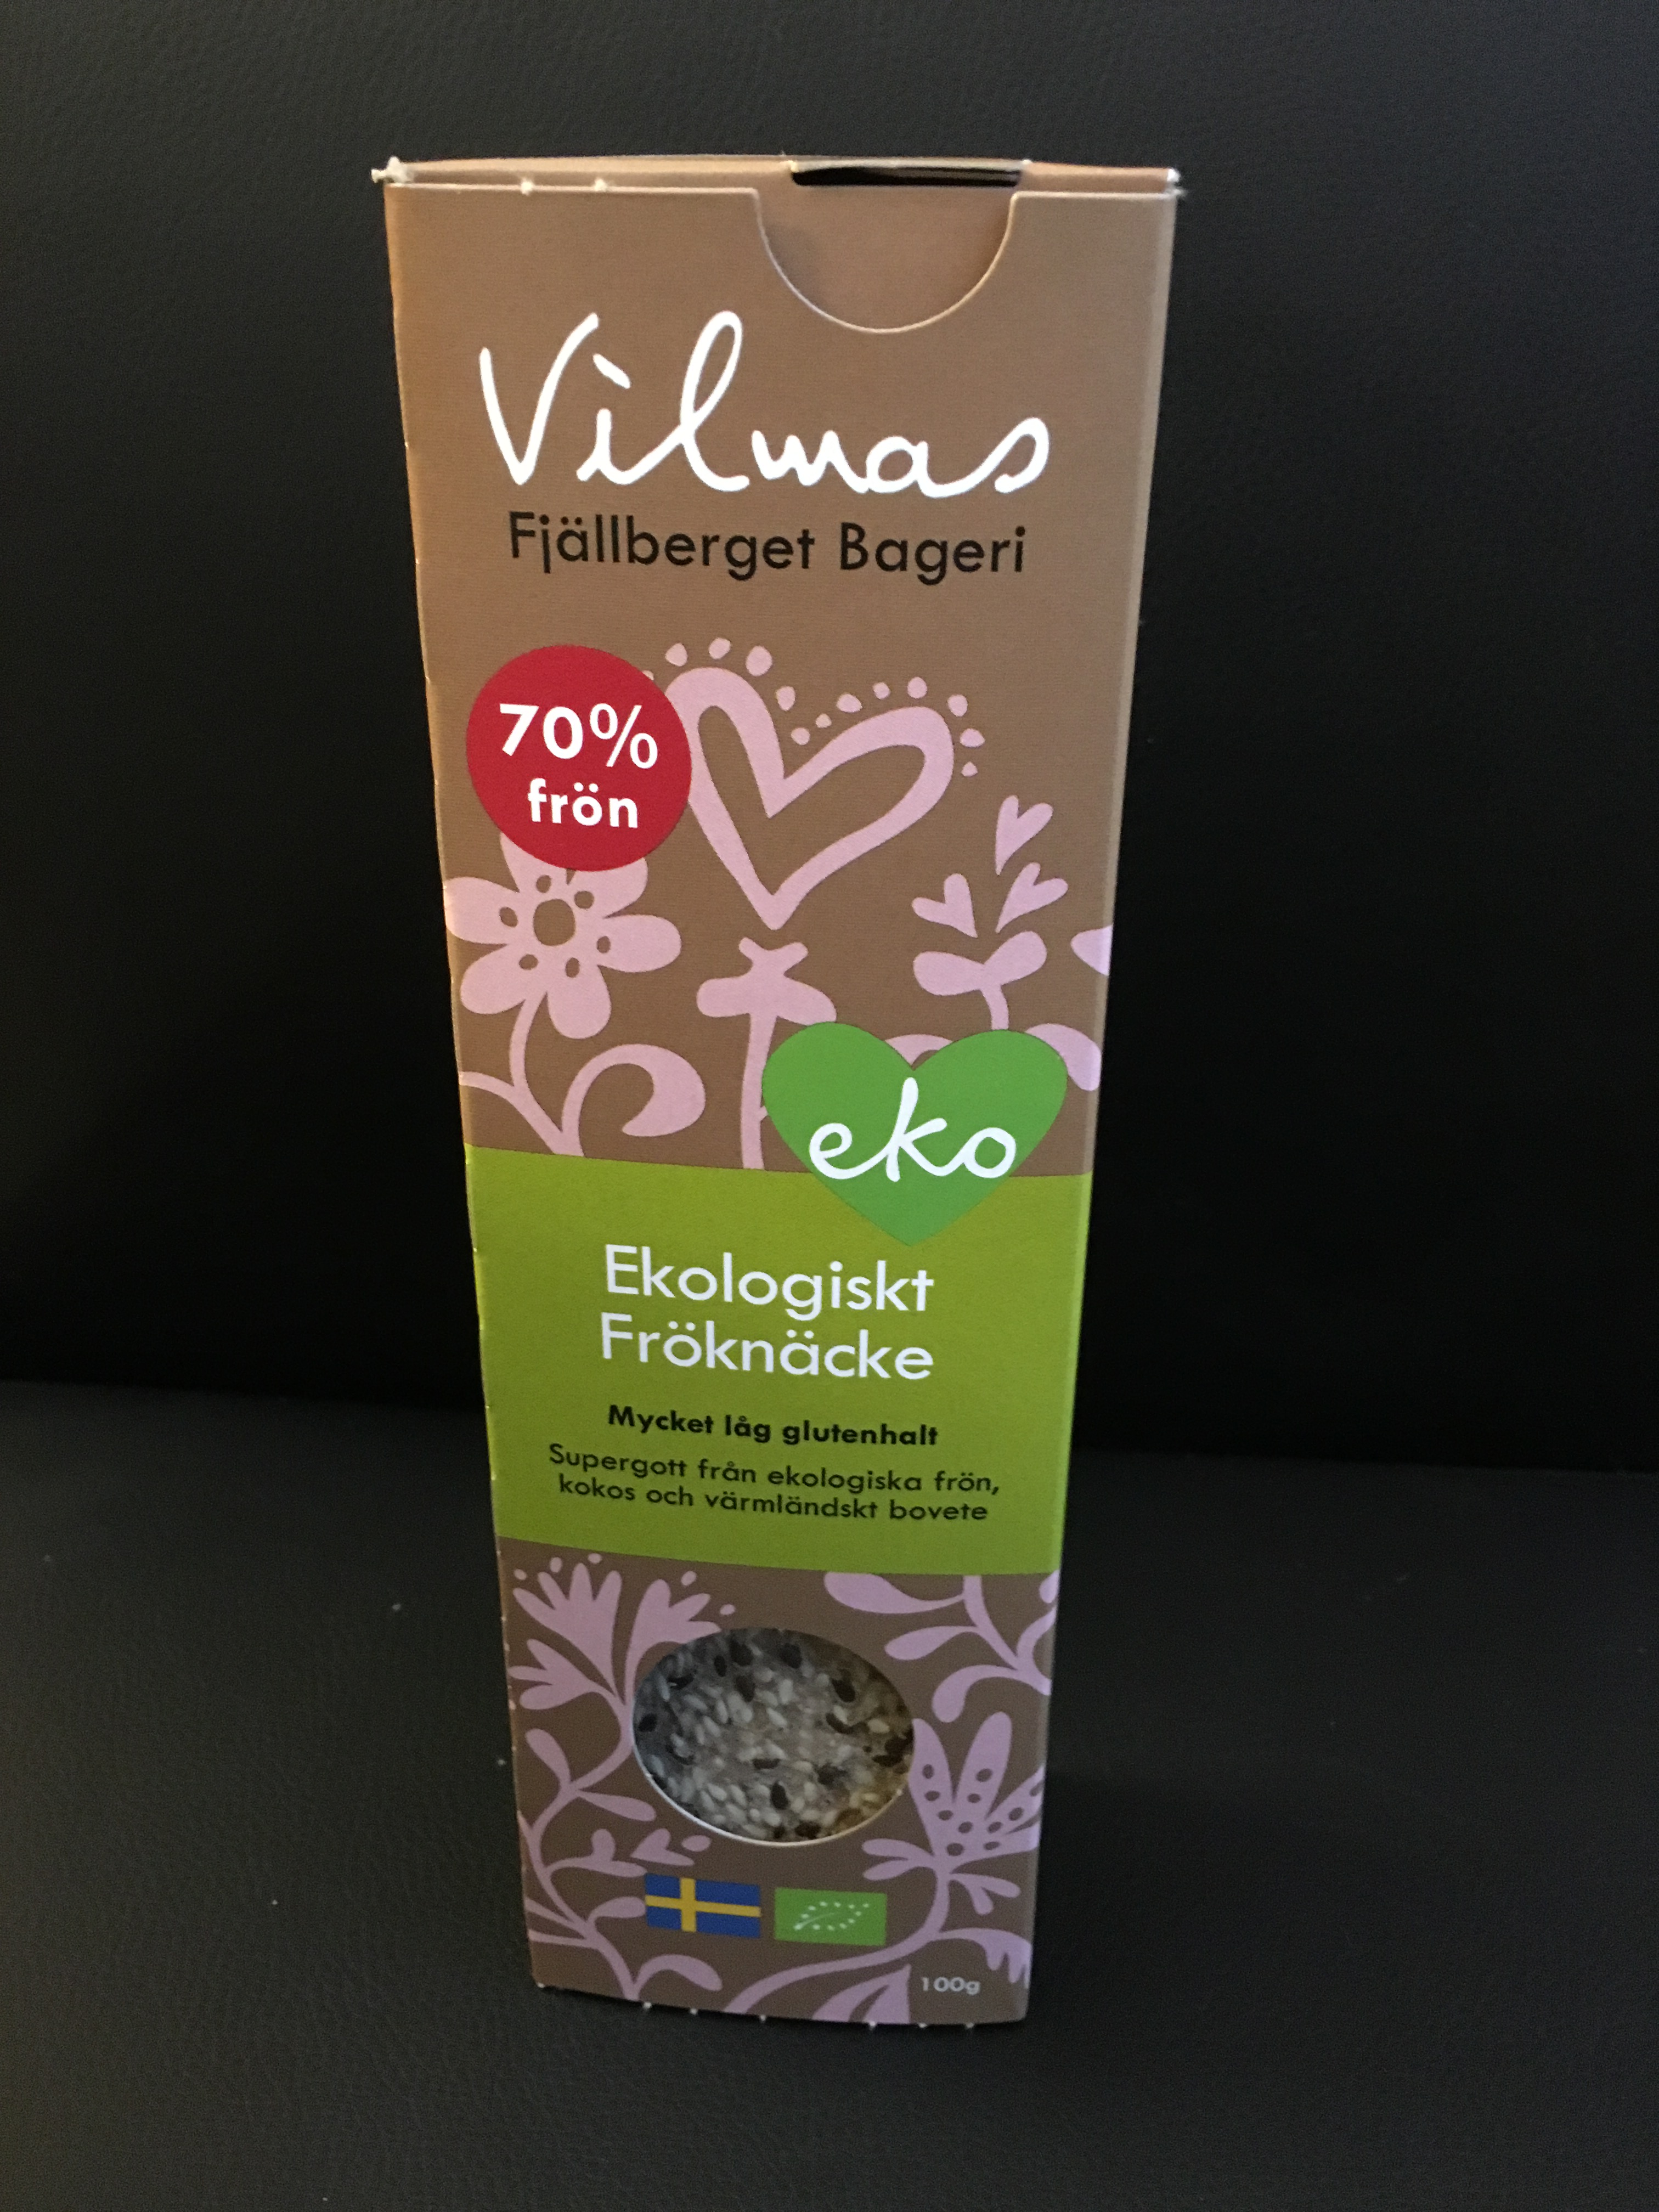 Vilmas
Fjällberget Bageri
70%
frön
eko
Ekologiskt
Fröknäcke
Mycket låg glutenhalt
Supergott från ekologiska frön,
kokos och värmländskt bovete
100g